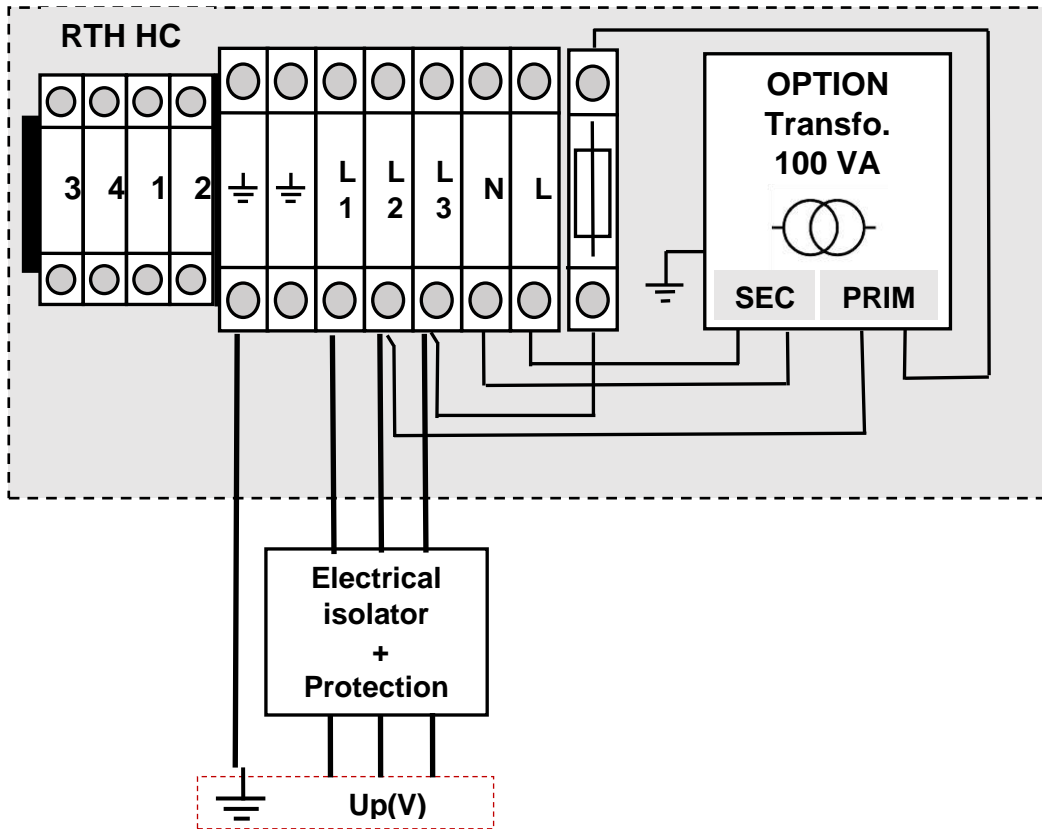 RTH HC
3 4 1 2
L
1
L
2
L
3
N
L
OPTION
Transfo.
100 VA
SEC
PRIM
Electrical
isolator
+
Protection
Up(V)